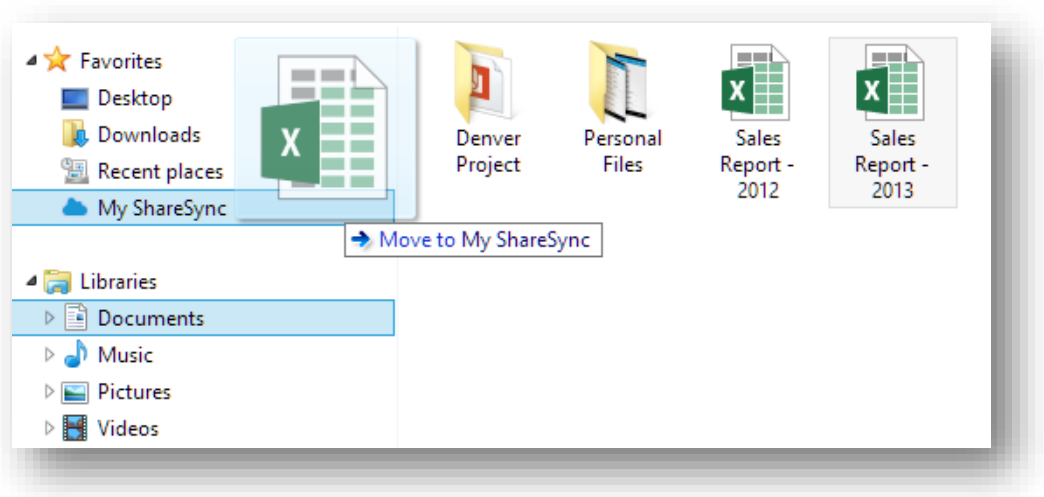 Favorites
Desktop
Downloads
Recent places
My ShareSync
Move to My ShareSync
Libraries
Documents
Music
Pictures
Videos
Denver
Project
Personal
Files
Sales
Report -
2012
Sales
Report -
2013